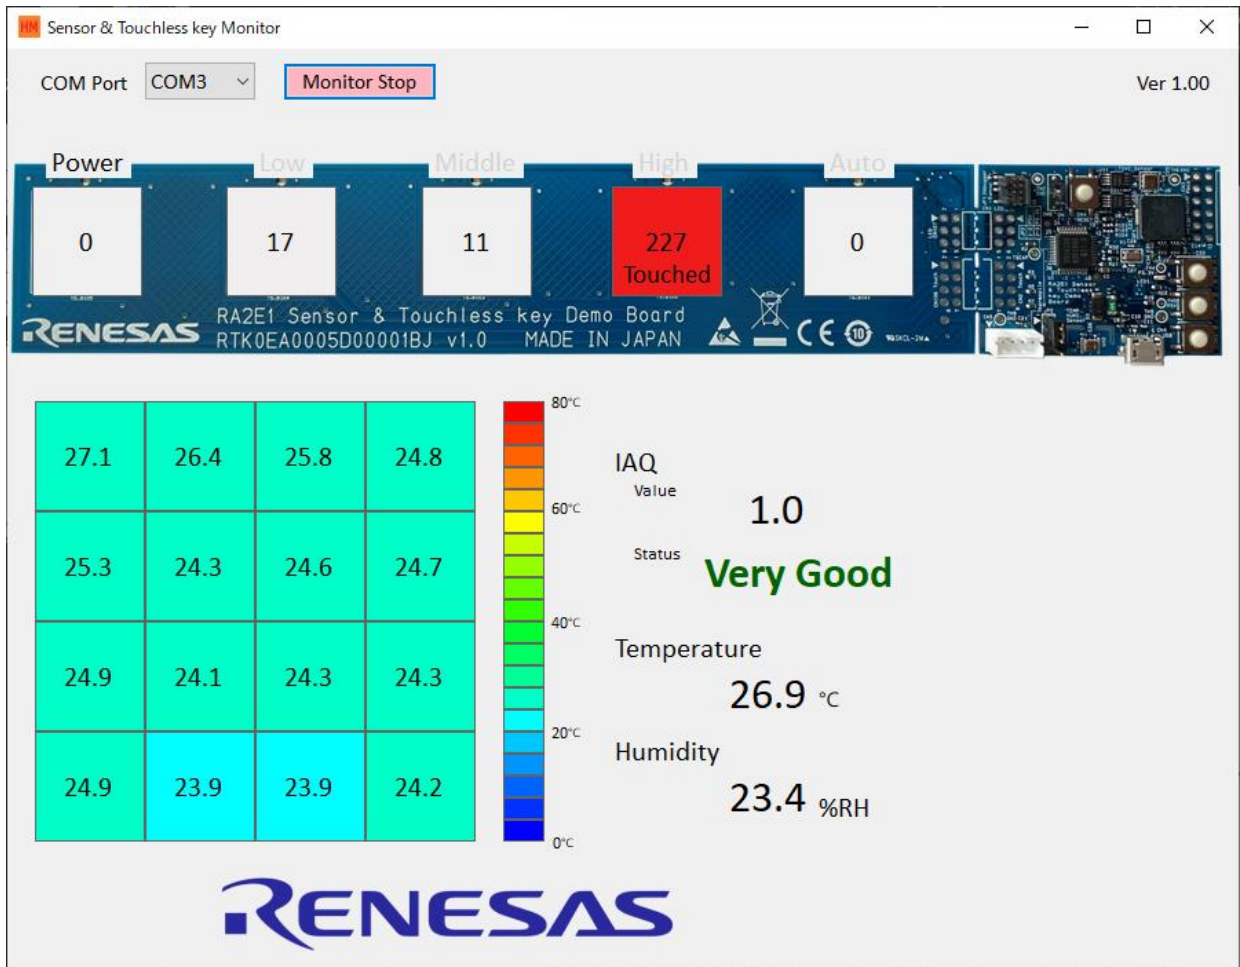 Sensor & Touchless key Monitor
COM Port COM3 Monitor Stop Ver 1.00
Power Low Middle High Auto
0 17 11 227 0
Touched
RENESAS
RA2E1 Sensor & Touchless key Demo Board
RTK0EA0005D00001BJ v1.0 MADE IN JAPAN
CE 10
27.1 26.4 25.8 24.8
25.3 24.3 24.6 24.7
24.9 24.1 24.3 24.3
24.9 23.9 23.9 24.2
80°C
60°C
40°C
20°C
0°C
IAQ
Value
1.0
Status
Very Good
Temperature
26.9 °C
Humidity
23.4 %RH
RENESAS